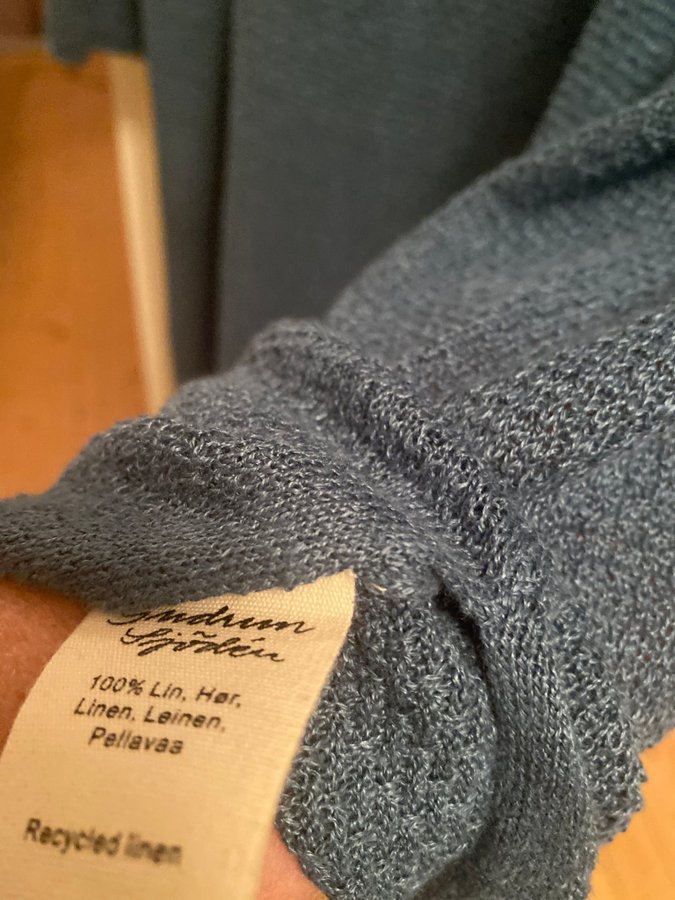 Gudrun
Sjödén
100% Lin, Hør,
Linen, Leinen,
Pellavaa
Recycled linen